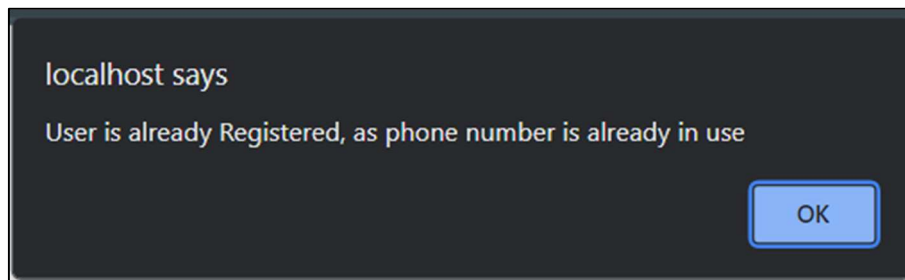 localhost says
User is already Registered, as phone number is already in use
OK